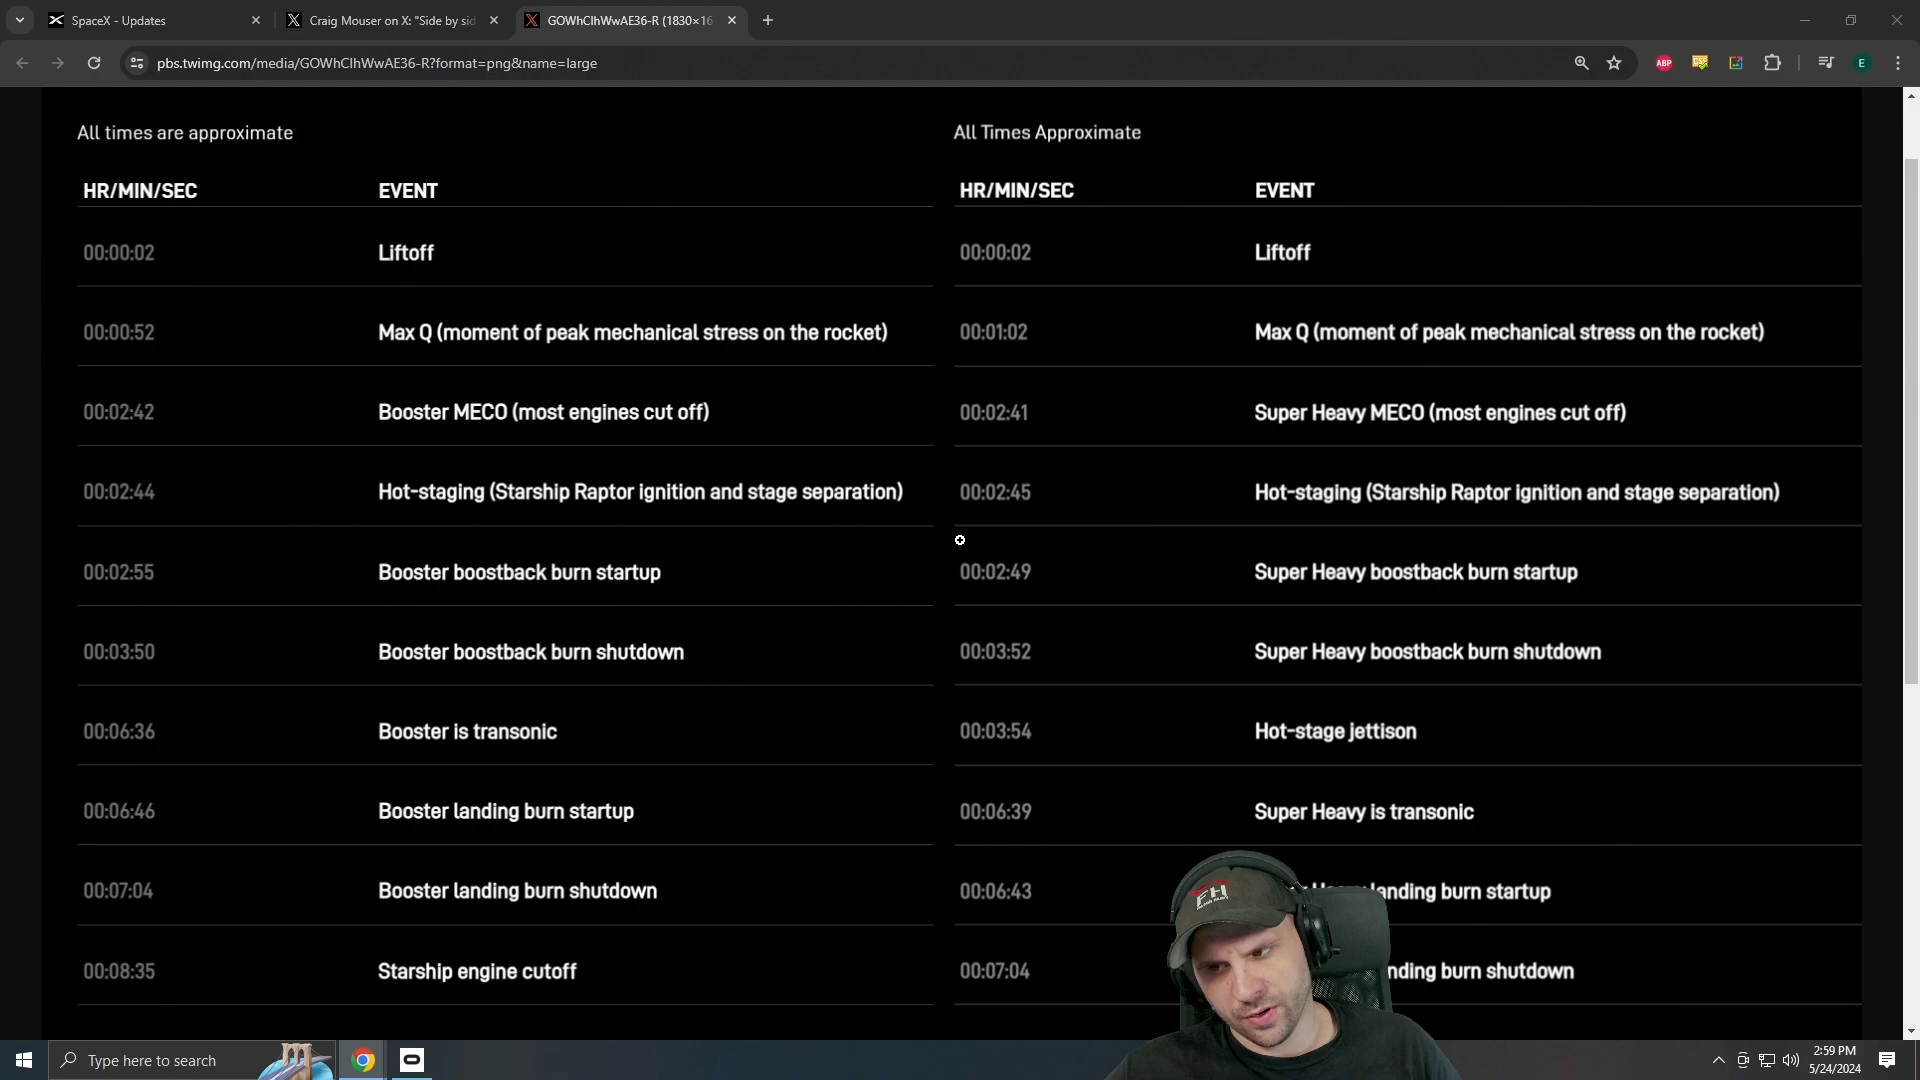 SpaceX - Updates
Craig Mouser on X: "Side by sid
(1830×16
pbs.twimg.com/media/GOWhClhWwAE36-R?format=png&name=large
ABP
E
All times are approximate
HR/MIN/SEC EVENT
00:00:02 Liftoff
00:00:52 Max Q (moment of peak mechanical stress on the rocket)
00:02:42 Booster MECO (most engines cut off)
00:02:44 Hot-staging (Starship Raptor ignition and stage separation)
00:02:55 Booster boostback burn startup
00:03:50 Booster boostback burn shutdown
00:06:36 Booster is transonic
00:06:46 Booster landing burn startup
00:07:04 Booster landing burn shutdown
00:08:35 Starship engine cutoff
All Times Approximate
HR/MIN/SEC EVENT
00:00:02 Liftoff
00:01:02 Max Q (moment of peak mechanical stress on the rocket)
00:02:41 Super Heavy MECO (most engines cut off)
00:02:45 Hot-staging (Starship Raptor ignition and stage separation)
00:02:49 Super Heavy boostback burn startup
00:03:52 Super Heavy boostback burn shutdown
00:03:54 Hot-stage jettison
00:06:39 Super Heavy is transonic
00:06:43 landing burn startup
00:07:04 nding burn shutdown
FH
Type here to search
2:59 PM
5/24/2024